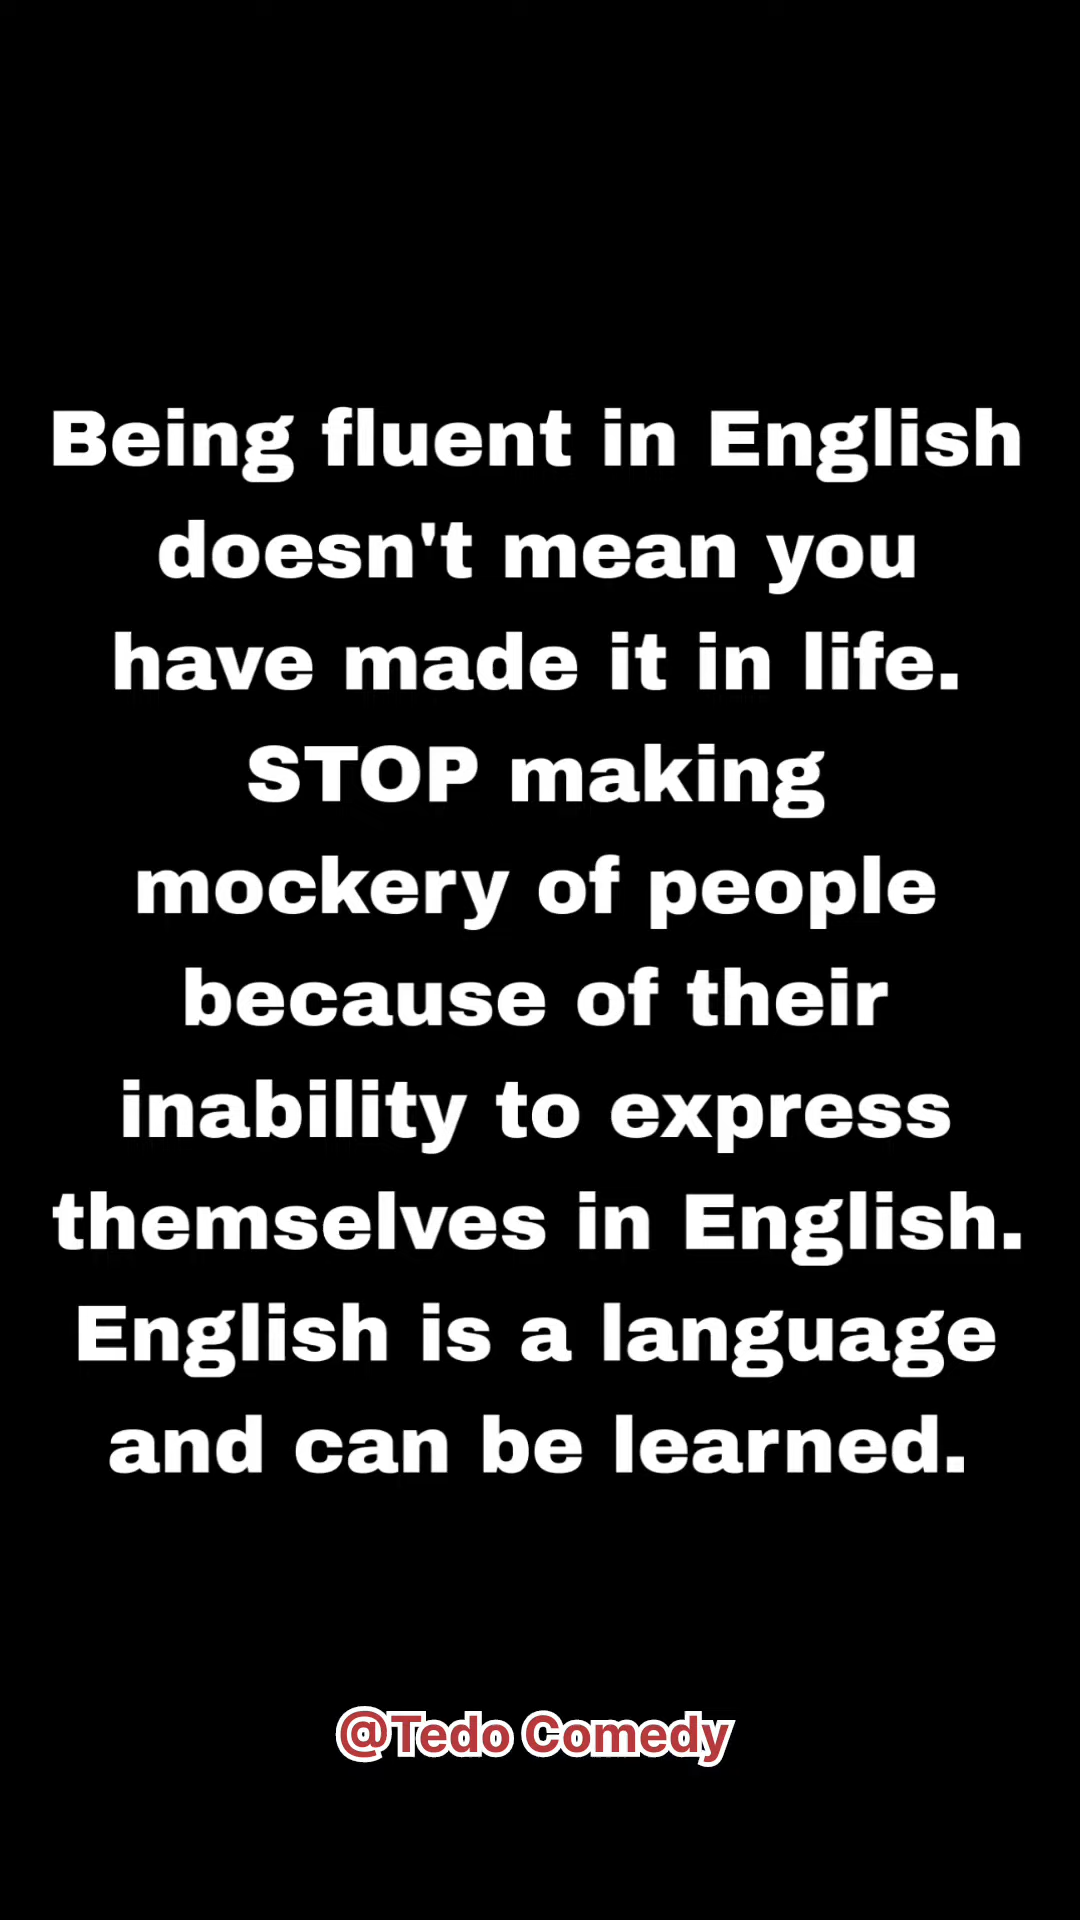 Being fluent in English
doesn't mean you
have made it in life.
STOP making
mockery of people
because of their
inability to express
themselves in English.
English is a language
and can be learned.
@Tedo Comedy